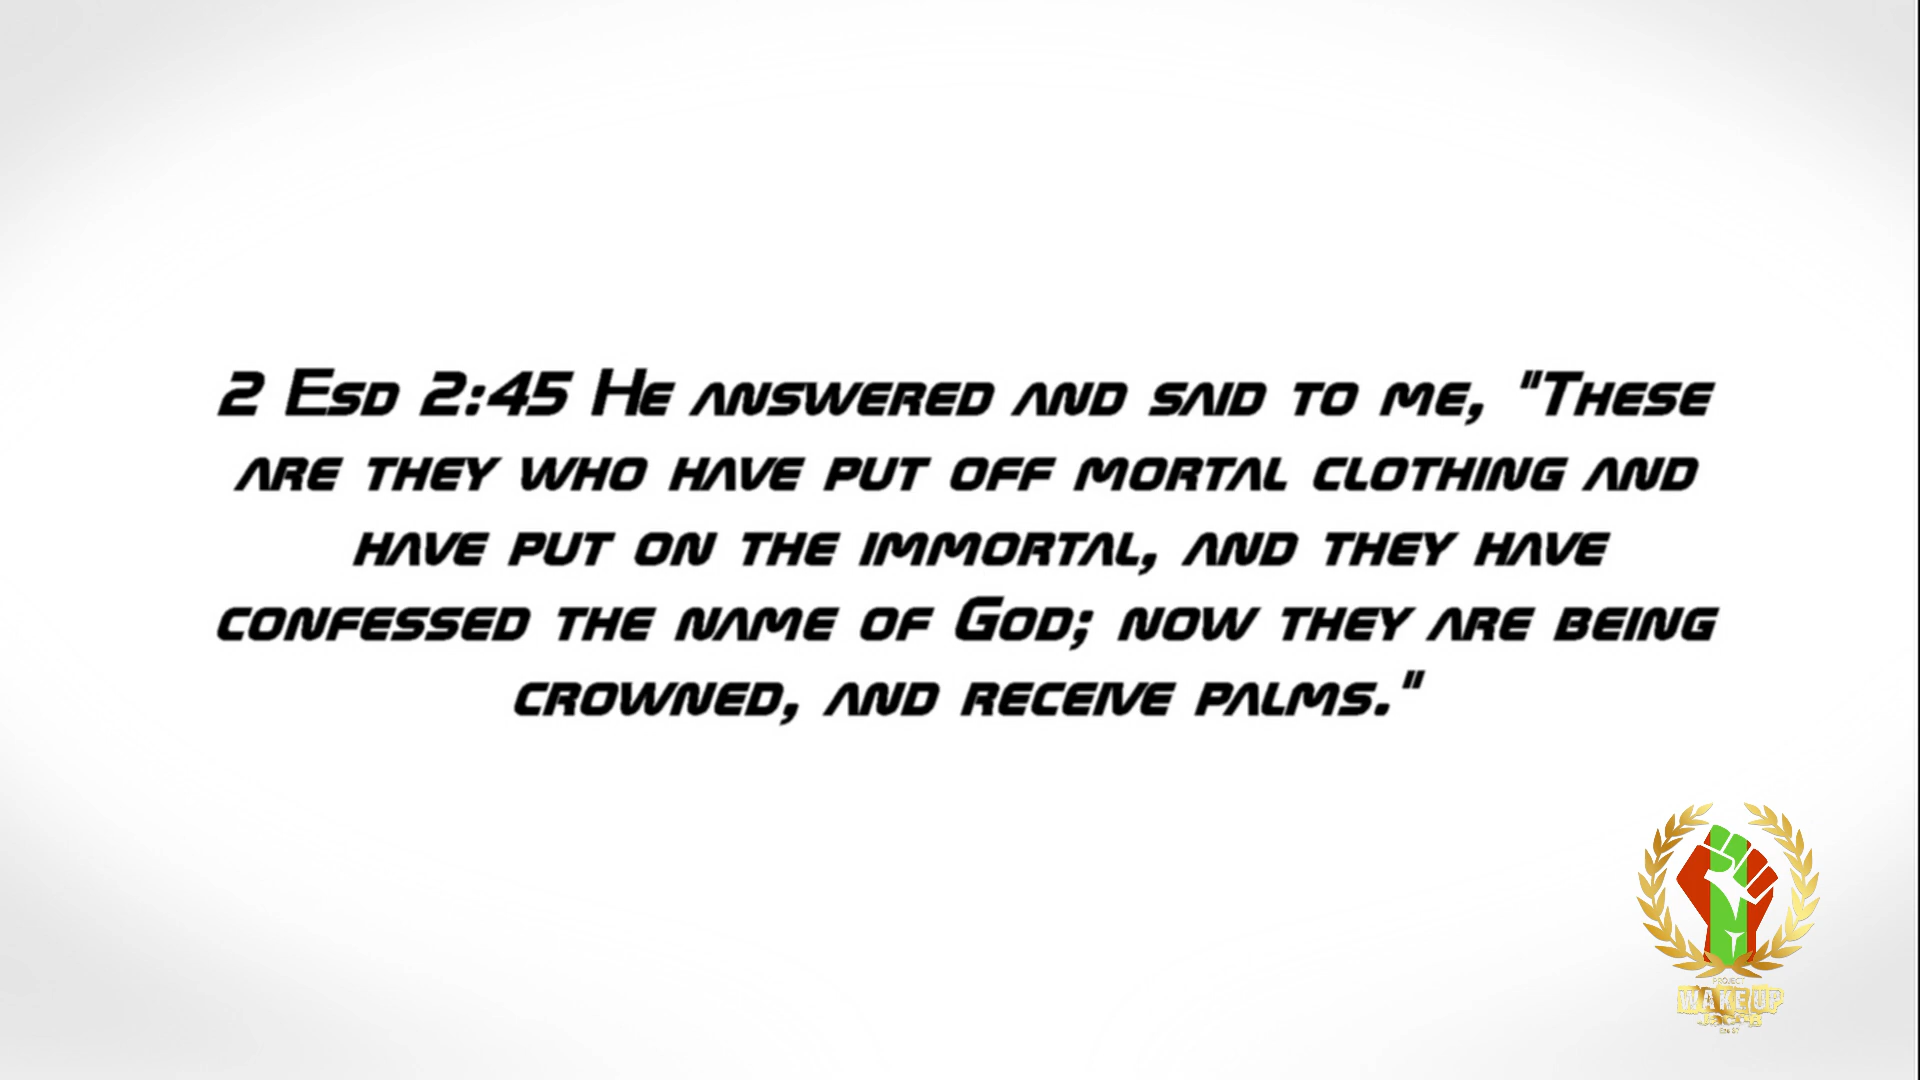 2 Esd 2:45 He answered and said to me, "These
are they who have put off mortal clothing and
have put on the immortal, and they have
confessed the name of God; now they are being
crowned, and receive palms."
PROJECT
WAKE UP
JACOB